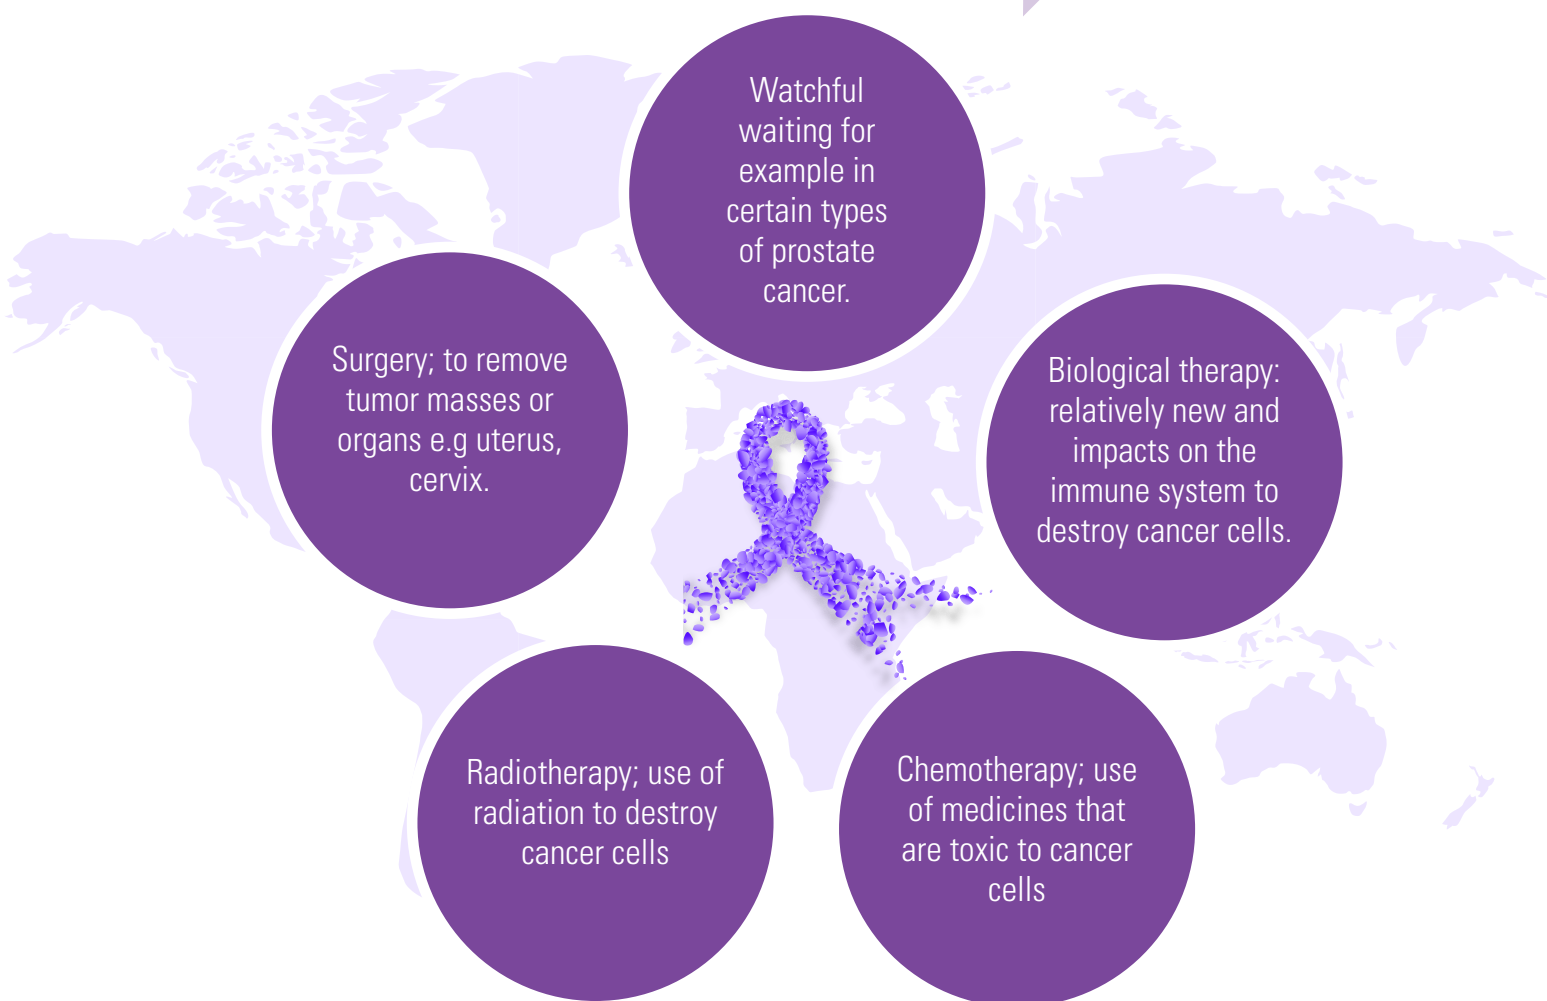 Watchful
waiting for
example in
certain types
of prostate
cancer.
Surgery; to remove
tumor masses or
organs e.g uterus,
cervix.
Biological therapy:
relatively new and
impacts on the
immune system to
destroy cancer cells.
Radiotherapy; use of
radiation to destroy
cancer cells
Chemotherapy; use
of medicines that
are toxic to cancer
cells